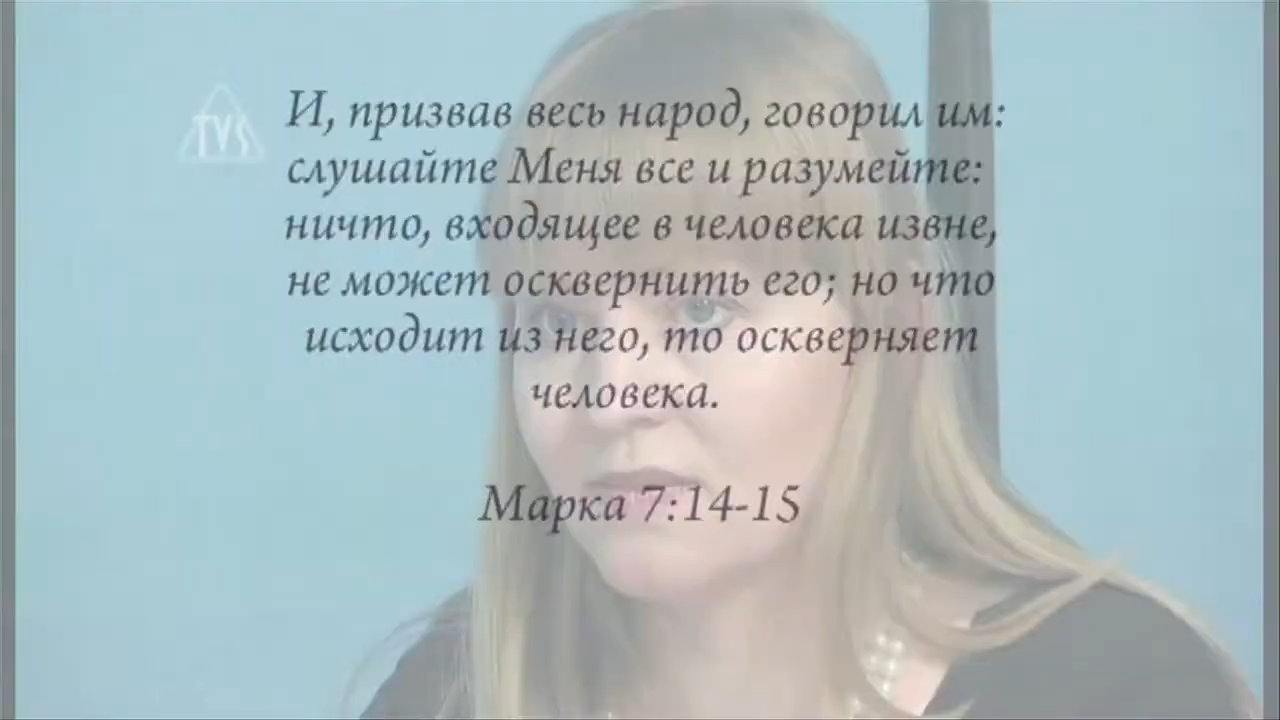 TVS
И, призвав весь народ, говорил им:
слушайте Меня все и разумейте:
ничто, входящее в человека извне,
не может осквернить его; но что
исходит из него, то оскверняет
человека.
Марка 7:14-15